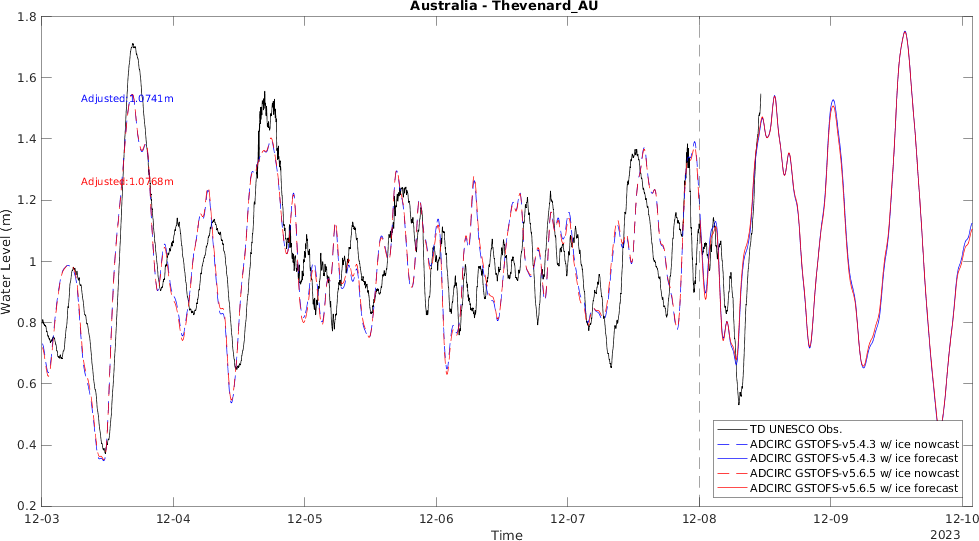 Australia - Thevenard_AU
1.8
1.6
1.4
1.2
1
0.8
0.6
0.4
0.2
Water Level (m)
Adjusted:1.0741m
Adjusted:1.0768m
TD UNESCO Obs.
ADCIRC GSTOFS-v5.4.3 w/ ice nowcast
ADCIRC GSTOFS-v5.4.3 w/ ice forecast
ADCIRC GSTOFS-v5.6.5 w/ ice nowcast
ADCIRC GSTOFS-v5.6.5 w/ ice forecast
12-03 12-04 12-05 12-06 12-07 12-08 12-09 12-10
Time
2023